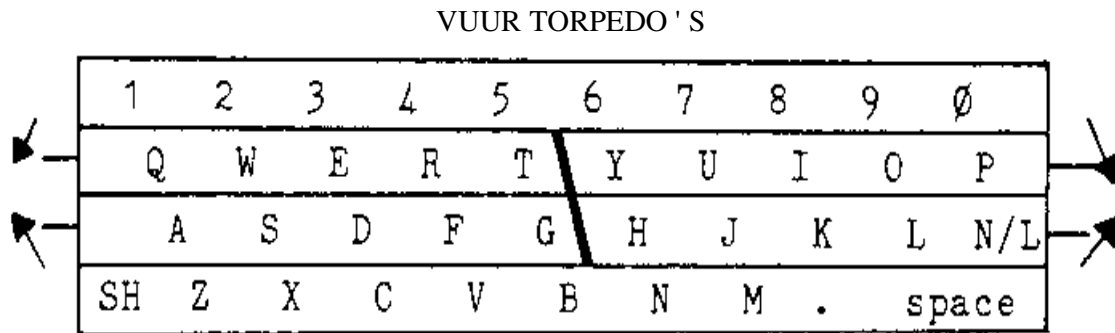 VUUR TORPEDO ' S
1 2 3 4 5 6 7 8 9 Ø
Q W E R T Y U I O P
A S D F G H J K L N/L
SH Z X C V B N M . space